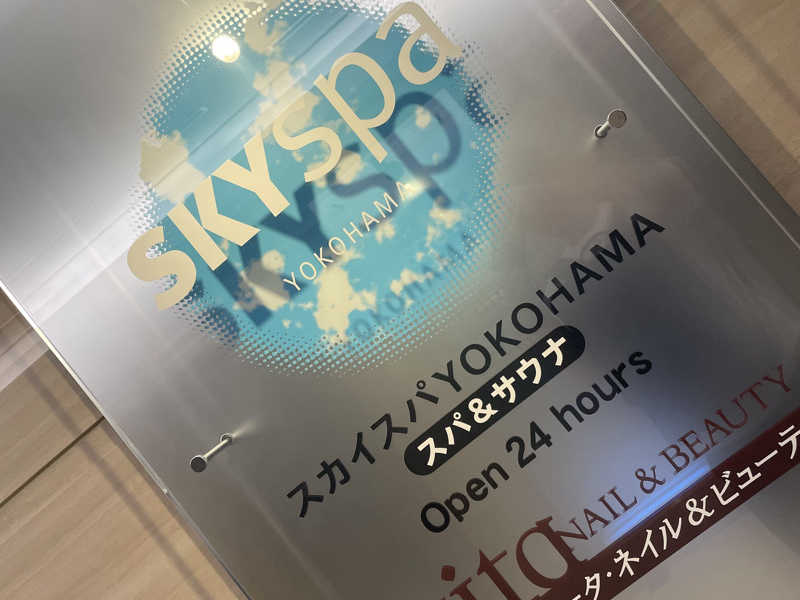 SKYspa
YOKOHAMA
スカイスパYOKOHAMA
スパ&サウナ
Open 24 hours
NAIL & BEAUTY
タ・ネイル&ビューテ